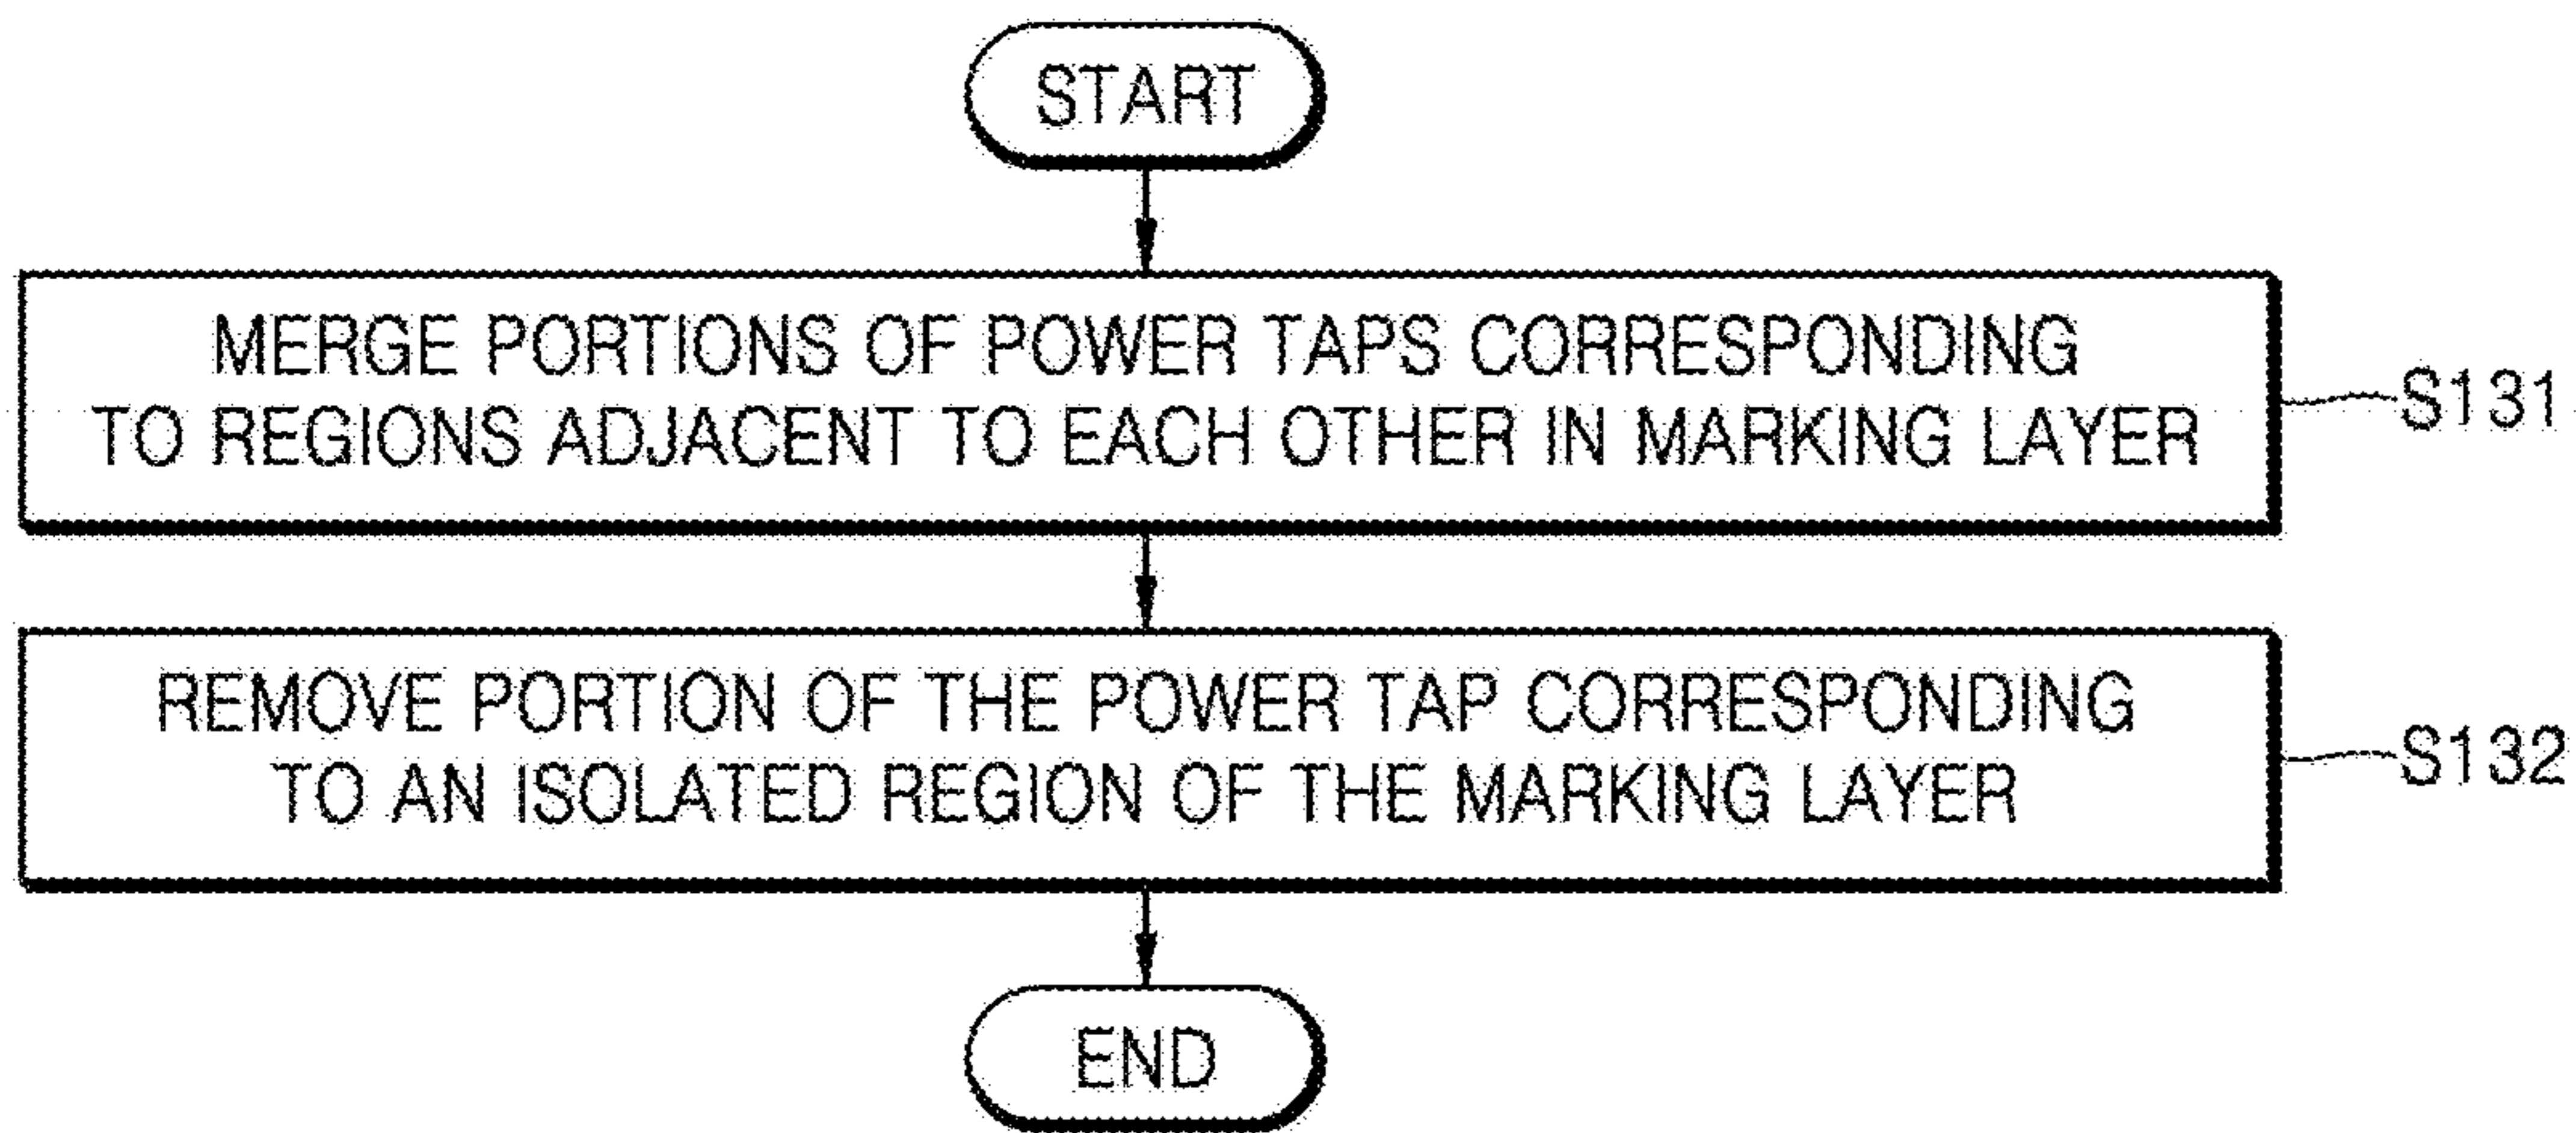 START
MERGE PORTIONS OF POWER TAPS CORRESPONDING
TO REGIONS ADJACENT TO EACH OTHER IN MARKING LAYER
S131
REMOVE PORTION OF THE POWER TAP CORRESPONDING
TO AN ISOLATED REGION OF THE MARKING LAYER
S132
END